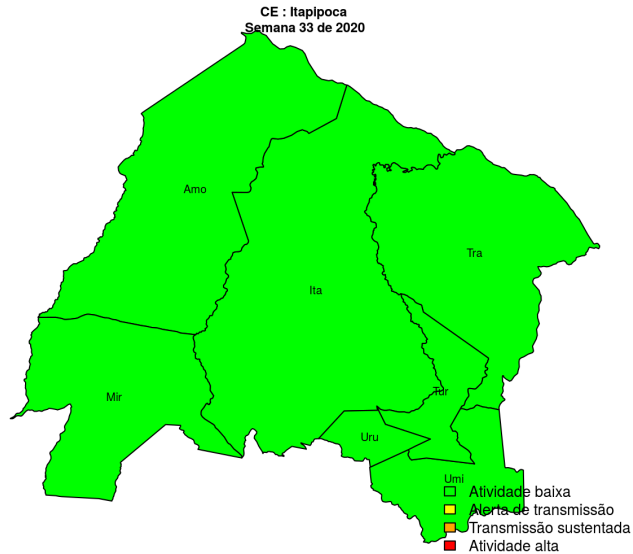 CE : Itapipoca
Semana 33 de 2020
Amo
Tra
Ita
Mir
Tur
Uru
Umi
Atividade baixa
Alerta de transmissão
Transmissão sustentada
Atividade alta